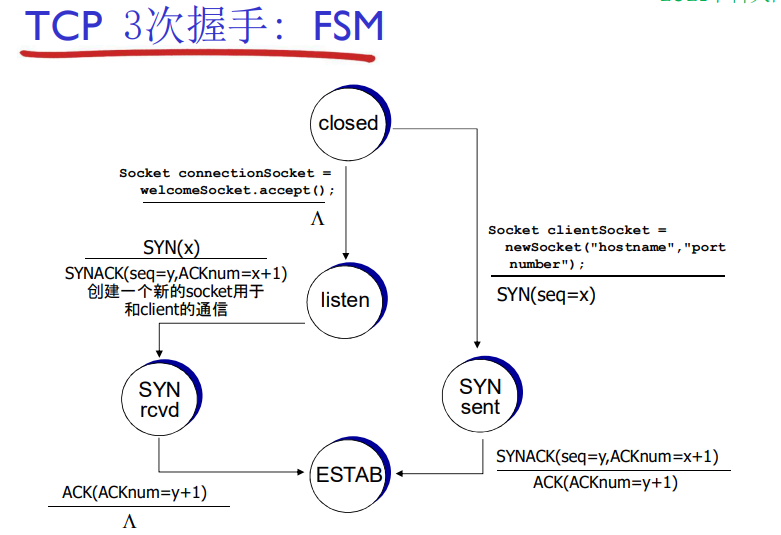 TCP 3次握手: FSM
closed
Socket connectionSocket =
welcomeSocket.accept();
Λ
Socket clientSocket =
newSocket("hostname","port
number");
SYN(seq=x)
SYN(x)
SYNACK(seq=y,ACKnum=x+1)
创建一个新的socket用于
和client的通信
listen
SYN
rcvd
SYN
sent
ESTAB
SYNACK(seq=y,ACKnum=x+1)
ACK(ACKnum=y+1)
ACK(ACKnum=y+1)
Λ